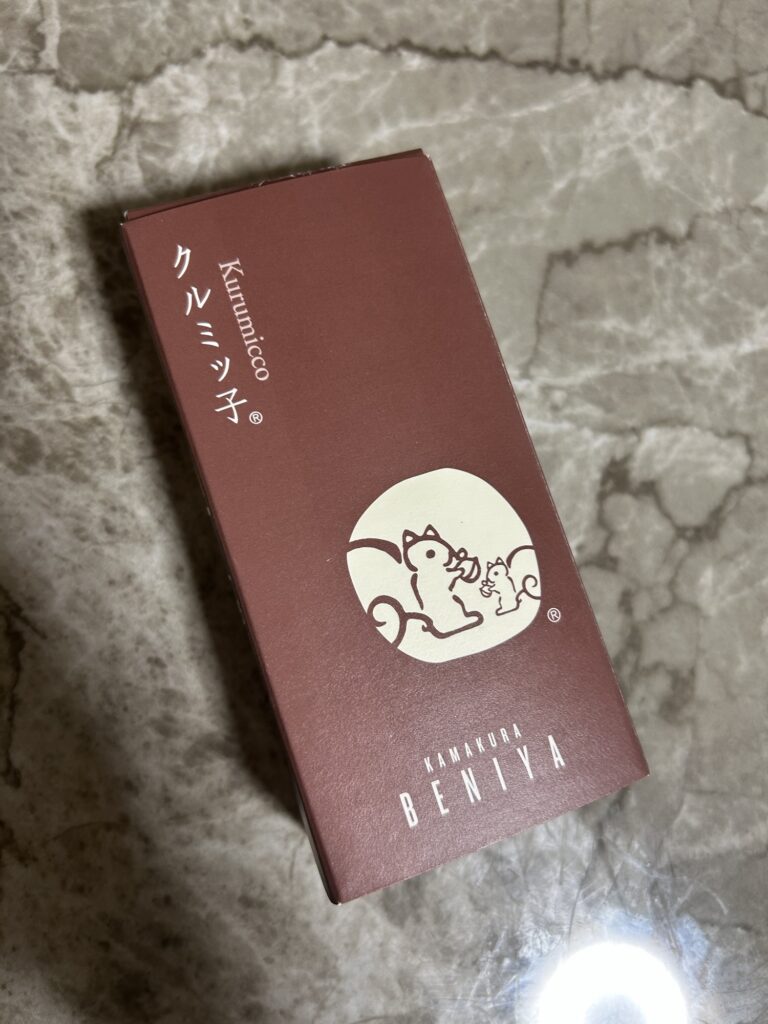 クルミッ子®
Kurumicco
®
KAMAKURA
BENIYA